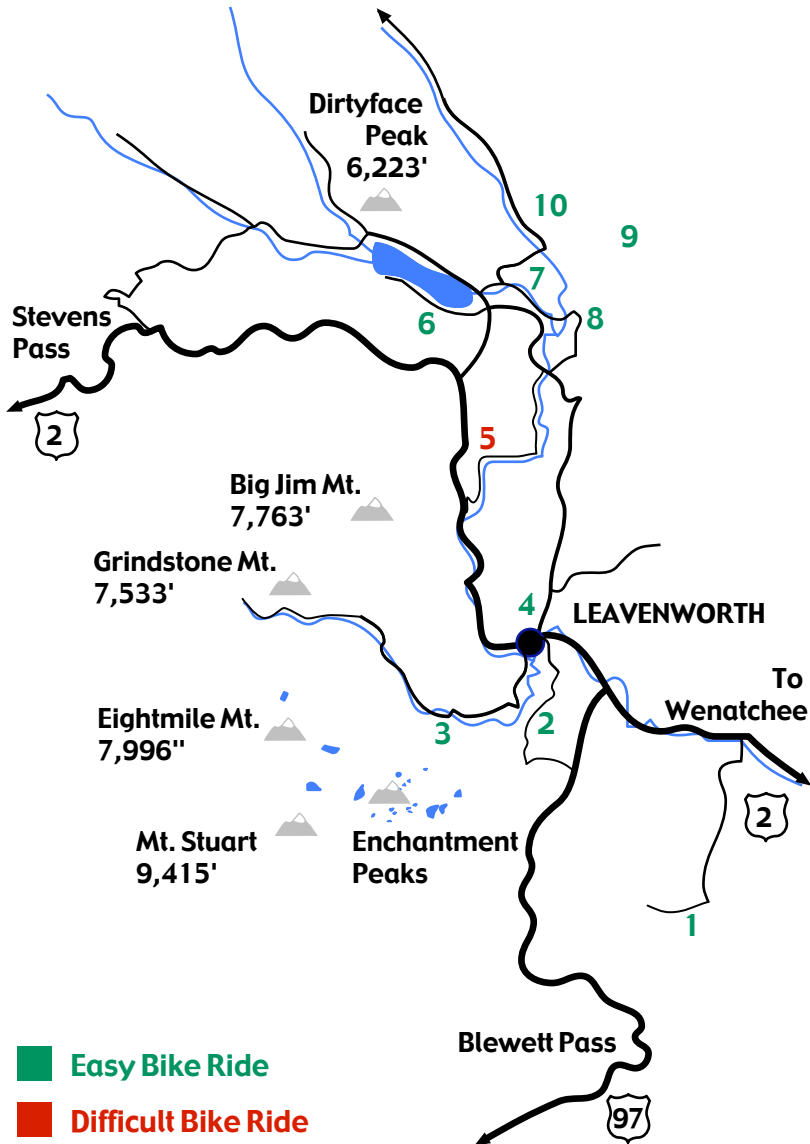 Dirtyface
Peak
6,223'
10
9
7
8
6
Stevens
Pass
2
5
Big Jim Mt.
7,763'
Grindstone Mt.
7,533'
4
LEAVENWORTH
To
Wenatchee
2
3
Eightmile Mt.
7,996"
2
Mt. Stuart
9,415'
Enchantment
Peaks
1
Blewett Pass
97
Easy Bike Ride
Difficult Bike Ride